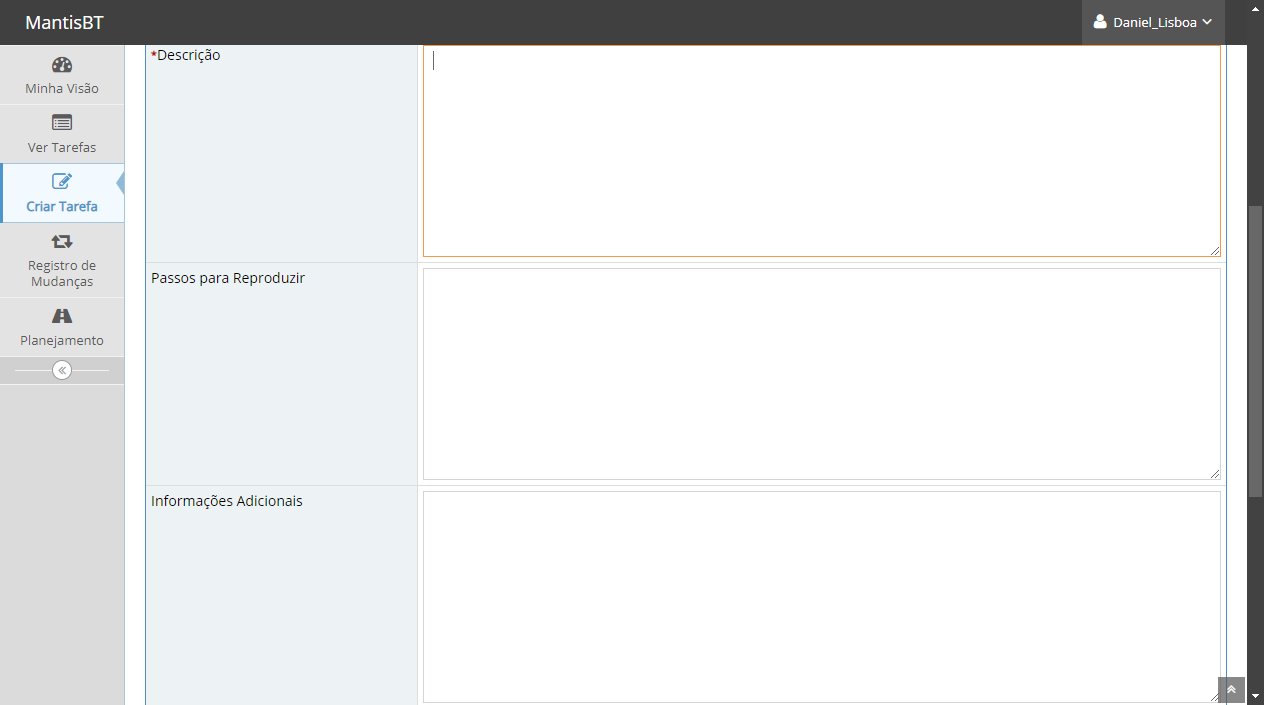 MantisBT
Daniel_Lisboa
Minha Visão
Ver Tarefas
Criar Tarefa
Registro de
Mudanças
Planejamento
*Descrição
Passos para Reproduzir
Informações Adicionais